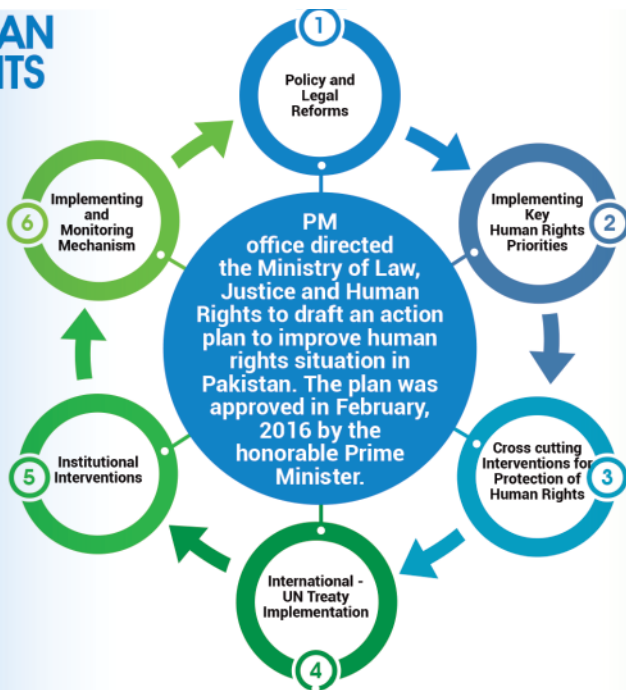 AN
ITS
1
Policy and
Legal
Reforms
2
Implementing
Key
Human Rights
Priorities
3
Cross cutting
Interventions for
Protection of
Human Rights
4
International -
UN Treaty
Implementation
5
Institutional
Interventions
6
Implementing
and
Monitoring
Mechanism
PM
office directed
the Ministry of Law,
Justice and Human
Rights to draft an action
plan to improve human
rights situation in
Pakistan. The plan was
approved in February,
2016 by the
honorable Prime
Minister.